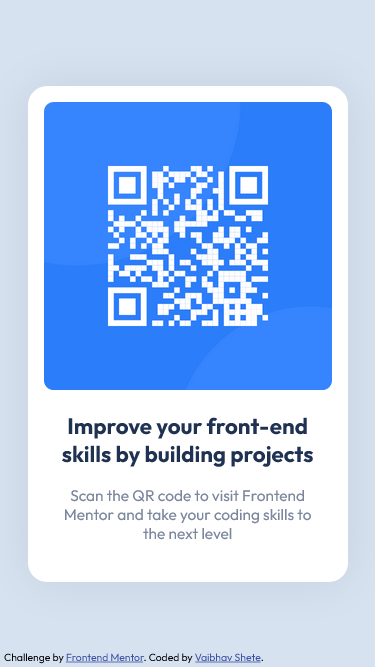 Improve your front-end
skills by building projects
Scan the QR code to visit Frontend
Mentor and take your coding skills to
the next level
Challenge by Frontend Mentor. Coded by Vaibhav Shete.